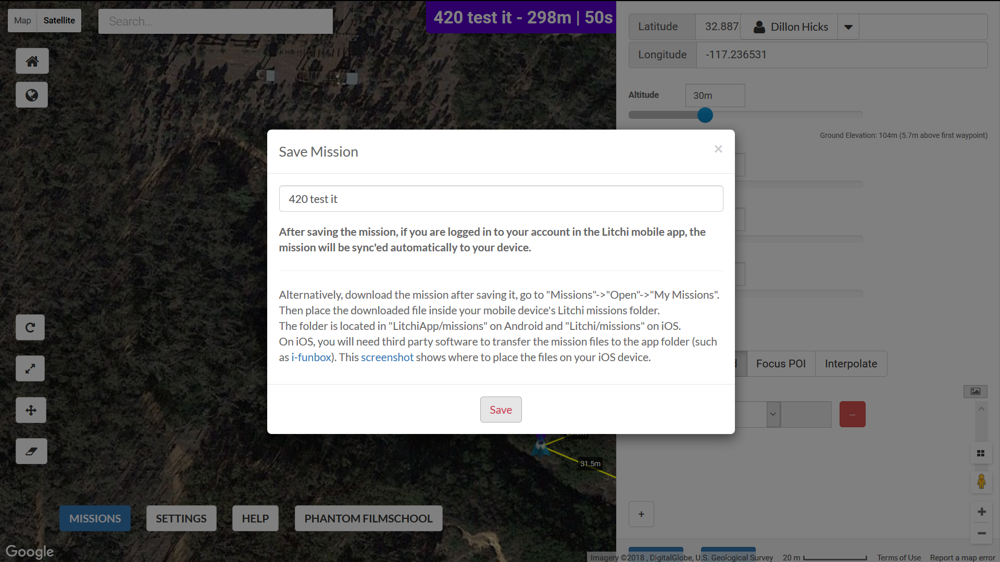 Map Satellite
Search...
420 test it - 298m | 50s
Latitude 32.887
Dillon Hicks
Longitude -117.236531
Altitude 30m
Ground Elevation: 104m (5.7m above first waypoint)
Save Mission
×
420 test it
After saving the mission, if you are logged in to your account in the Litchi mobile app, the
mission will be sync'ed automatically to your device.
Alternatively, download the mission after saving it, go to "Missions"->"Open"->"My Missions".
Then place the downloaded file inside your mobile device's Litchi missions folder.
The folder is located in "LitchiApp/missions" on Android and "Litchi/missions" on iOS.
On iOS, you will need third party software to transfer the mission files to the app folder (such
as i-funbox). This screenshot shows where to place the files on your iOS device.
Focus POI Interpolate
Save
31.5m
MISSIONS SETTINGS HELP PHANTOM FILMSCHOOL
+
Google
Imagery ©2018 , DigitalGlobe, U.S. Geological Survey 20 m Terms of Use Report a map error